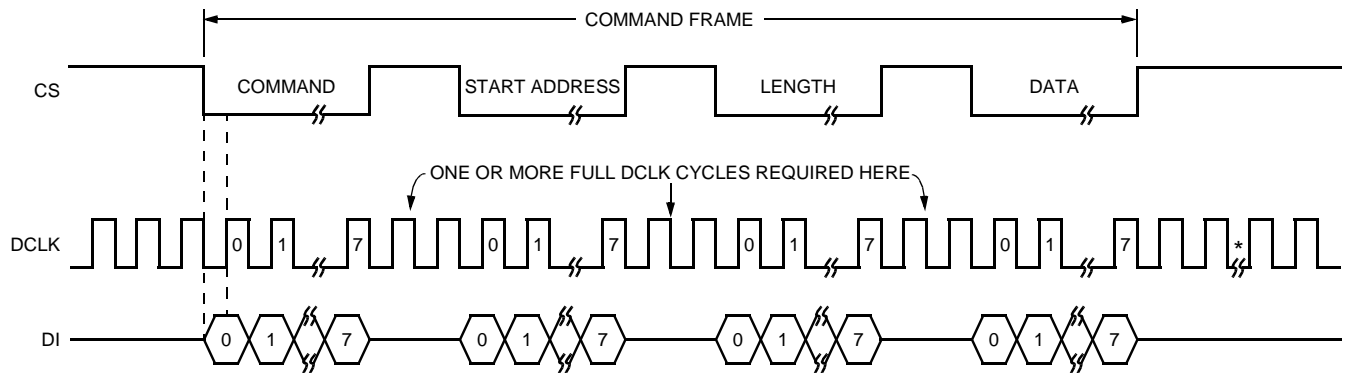 COMMAND FRAME
CS
COMMAND
START ADDRESS
LENGTH
DATA
ONE OR MORE FULL DCLK CYCLES REQUIRED HERE
DCLK
0 1 7 0 1 7 0 1 7 0 1 7 *
DI
0 1 7 0 1 7 0 1 7 0 1 7